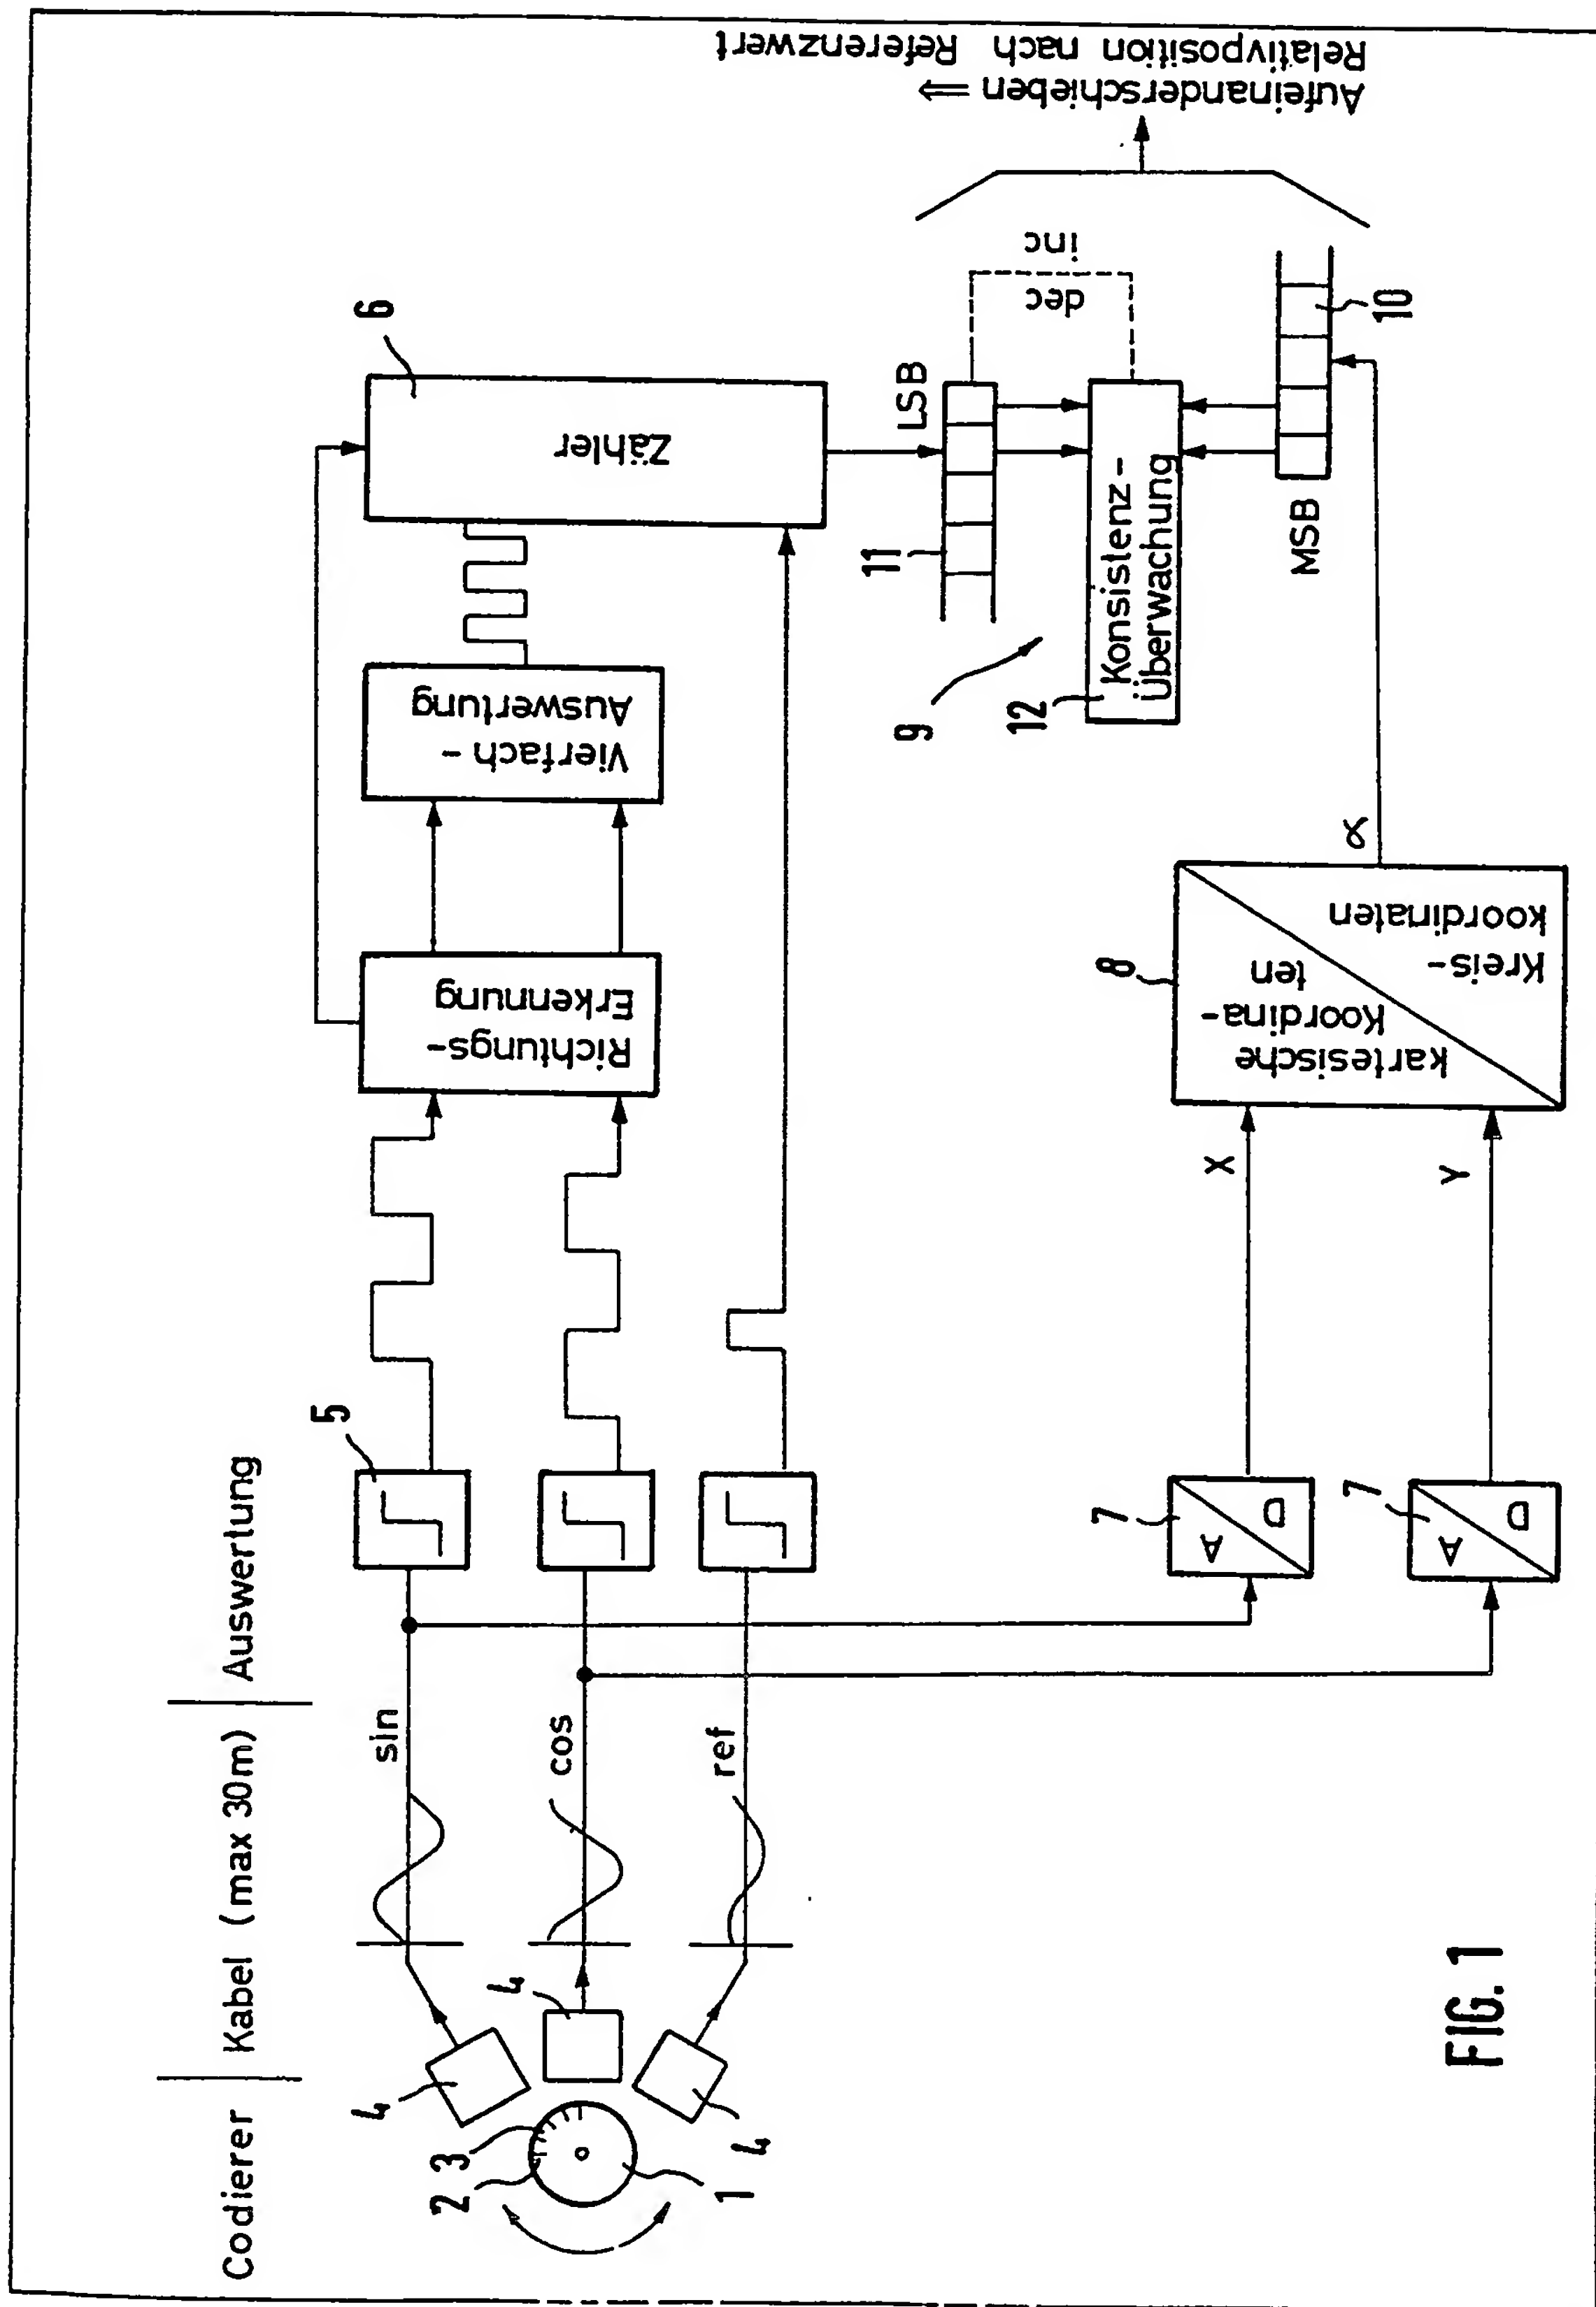 Codierer
Kabel (max 30m)
Auswertung
sin
cos
ref
1
2
3
4
4
4
5
Richtungs-
Erkennung
Vierfach-
Auswertung
Zähler
6
7
A
D
7
A
D
X
Y
8
kartesische
Koordina-
ten
Kreis-
koordinaten
α
9
11
LSB
12
Konsistenz-
überwachung
dec
inc
MSB
10
Aufeinanderschieben ⇒
Relativposition nach Referenzwert
FIG. 1